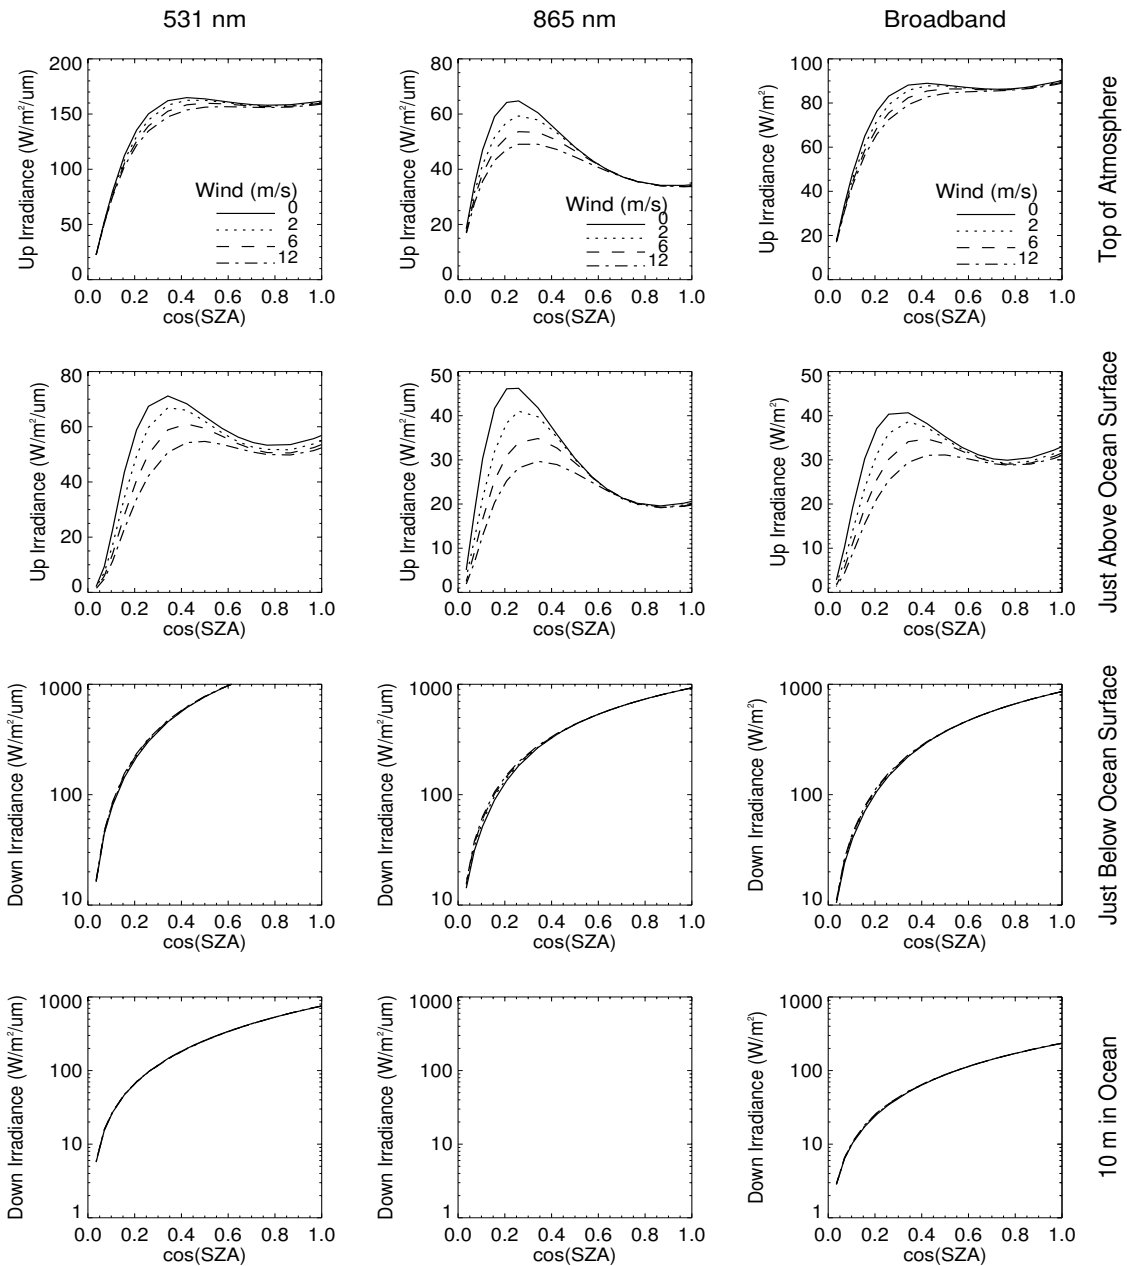 531 nm
865 nm
Broadband
Up Irradiance (W/m²/um)
200
150
100
50
0
Wind (m/s)
0
2
6
12
0.0 0.2 0.4 0.6 0.8 1.0
cos(SZA)
Up Irradiance (W/m²/um)
80
60
40
20
0
Wind (m/s)
0
2
6
12
0.0 0.2 0.4 0.6 0.8 1.0
cos(SZA)
Up Irradiance (W/m²)
100
80
60
40
20
0
Wind (m/s)
0
2
6
12
0.0 0.2 0.4 0.6 0.8 1.0
cos(SZA)
Top of Atmosphere
Up Irradiance (W/m²/um)
80
60
40
20
0
0.0 0.2 0.4 0.6 0.8 1.0
cos(SZA)
Up Irradiance (W/m²/um)
50
40
30
20
10
0
0.0 0.2 0.4 0.6 0.8 1.0
cos(SZA)
Up Irradiance (W/m²)
50
40
30
20
10
0
0.0 0.2 0.4 0.6 0.8 1.0
cos(SZA)
Just Above Ocean Surface
Down Irradiance (W/m²/um)
1000
100
10
0.0 0.2 0.4 0.6 0.8 1.0
cos(SZA)
Down Irradiance (W/m²/um)
1000
100
10
0.0 0.2 0.4 0.6 0.8 1.0
cos(SZA)
Down Irradiance (W/m²)
1000
100
10
0.0 0.2 0.4 0.6 0.8 1.0
cos(SZA)
Just Below Ocean Surface
Down Irradiance (W/m²/um)
1000
100
10
1
0.0 0.2 0.4 0.6 0.8 1.0
cos(SZA)
Down Irradiance (W/m²/um)
1000
100
10
1
0.0 0.2 0.4 0.6 0.8 1.0
cos(SZA)
Down Irradiance (W/m²)
1000
100
10
1
0.0 0.2 0.4 0.6 0.8 1.0
cos(SZA)
10 m in Ocean